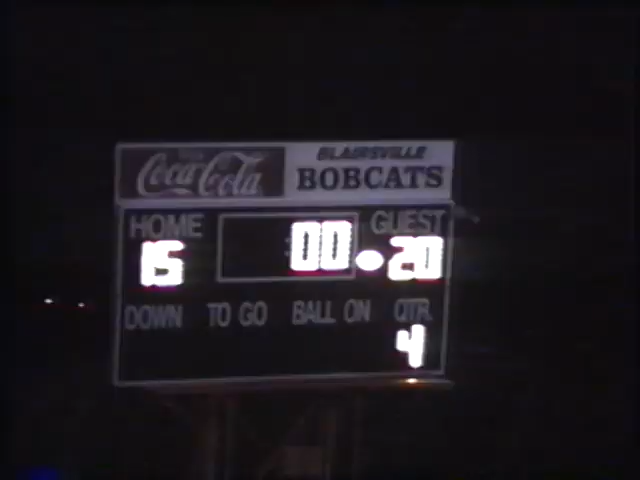 Coca-Cola
BLAIRSVILLE
BOBCATS
HOME 00 GUEST
15 20
DOWN TO GO BALL ON QTR.
4